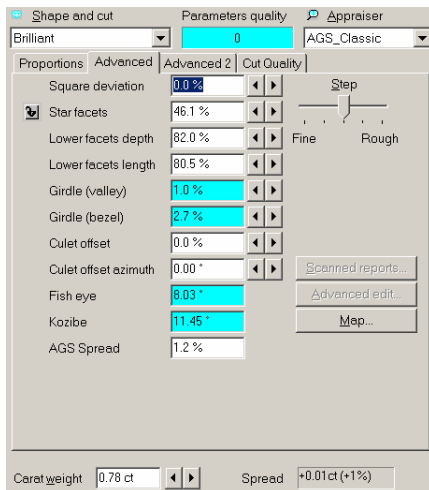 Shape and cut Parameters quality Appraiser
Brilliant 0 AGS_Classic
Proportions Advanced Advanced 2 Cut Quality
Square deviation 0.0 % Step
Star facets 46.1 %
Lower facets depth 82.0 % Fine Rough
Lower facets length 80.5 %
Girdle (valley) 1.0 %
Girdle (bezel) 2.7 %
Culet offset 0.0 %
Culet offset azimuth 0.00 ° Scanned reports...
Fish eye 8.03 ° Advanced edit...
Kozibe 11.45 ° Map...
AGS Spread 1.2 %
Carat weight 0.78 ct Spread +0.01ct (+1%)